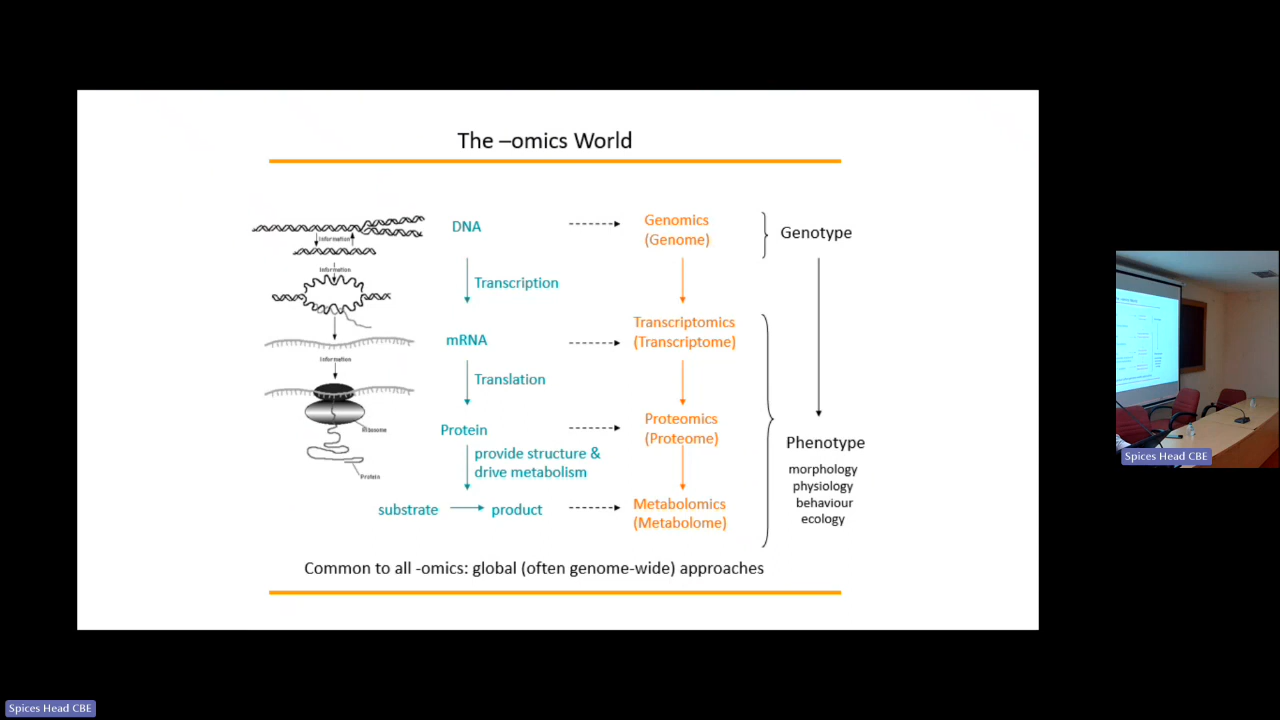 The –omics World
DNA
Genomics
(Genome)
Genotype
Information
Information
Transcription
Transcriptomics
(Transcriptome)
mRNA
Information
Translation
Proteomics
(Proteome)
Protein
Ribosome
Phenotype
provide structure &
drive metabolism
morphology
physiology
behaviour
ecology
Protein
Metabolomics
(Metabolome)
substrate
product
Common to all -omics: global (often genome-wide) approaches
Spices Head CBE
Spices Head CBE